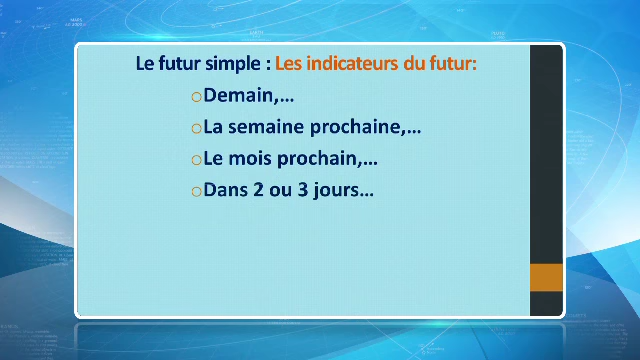 Le futur simple : Les indicateurs du futur:
Demain,...
La semaine prochaine,...
Le mois prochain,...
Dans 2 ou 3 jours...